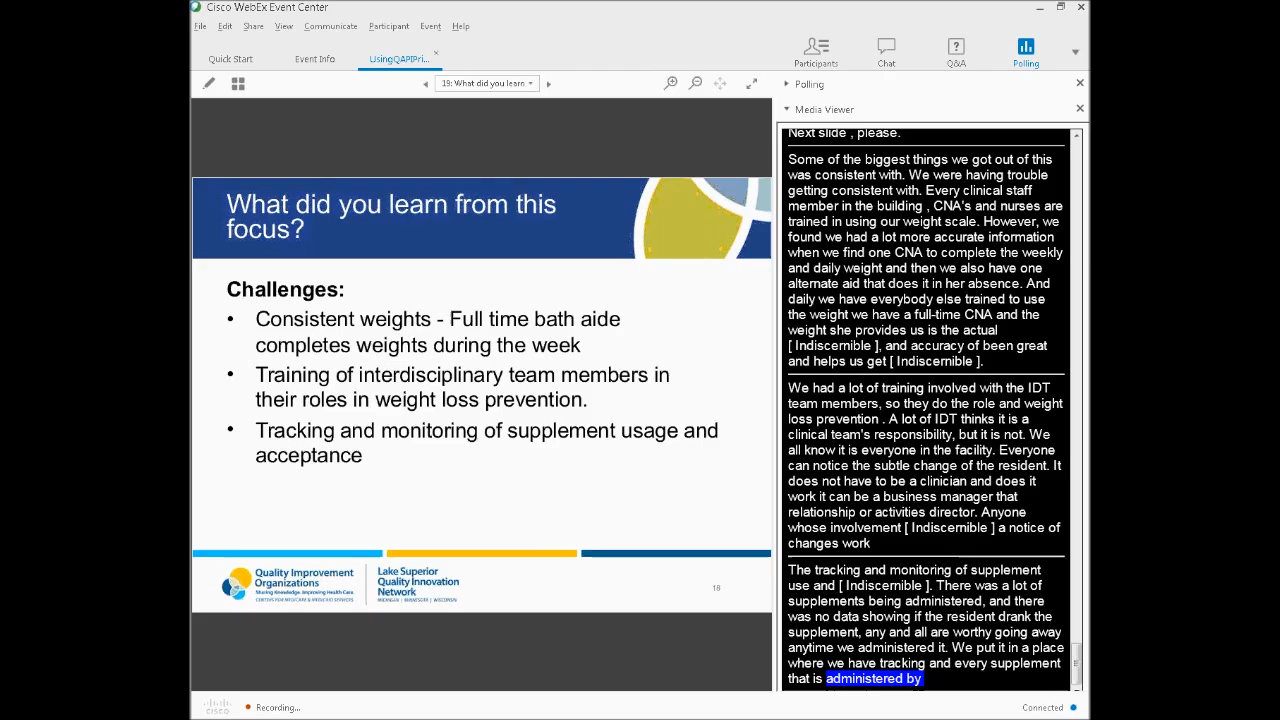 Cisco WebEx Event Center
File Edit Share View Communicate Participant Event Help
Quick Start Event Info UsingQAPIPri...
Participants Chat Q&A Polling
19: What did you learn
Polling
Media Viewer
What did you learn from this
focus?
Challenges:
• Consistent weights - Full time bath aide
completes weights during the week
• Training of interdisciplinary team members in
their roles in weight loss prevention.
• Tracking and monitoring of supplement usage and
acceptance
Quality Improvement
Organizations
Sharing Knowledge. Improving Health Care.
CENTERS FOR MEDICARE & MEDICAID SERVICES
Lake Superior
Quality Innovation
Network
MICHIGAN | MINNESOTA | WISCONSIN
18
Next slide , please.
Some of the biggest things we got out of this
was consistent with. We were having trouble
getting consistent with. Every clinical staff
member in the building , CNA's and nurses are
trained in using our weight scale. However, we
found we had a lot more accurate information
when we find one CNA to complete the weekly
and daily weight and then we also have one
alternate aid that does it in her absence. And
daily we have everybody else trained to use
the weight we have a full-time CNA and the
weight she provides us is the actual
[ Indiscernible ], and accuracy of been great
and helps us get [ Indiscernible ].
We had a lot of training involved with the IDT
team members, so they do the role and weight
loss prevention . A lot of IDT thinks it is a
clinical team's responsibility, but it is not. We
all know it is everyone in the facility. Everyone
can notice the subtle change of the resident. It
does not have to be a clinician and does it
work it can be a business manager that
relationship or activities director. Anyone
whose involvement [ Indiscernible ] a notice of
changes work
The tracking and monitoring of supplement
use and [ Indiscernible ]. There was a lot of
supplements being administered, and there
was no data showing if the resident drank the
supplement, any and all are worthy going away
anytime we administered it. We put it in a place
where we have tracking and every supplement
that is administered by
CISCO
Recording...
Connected